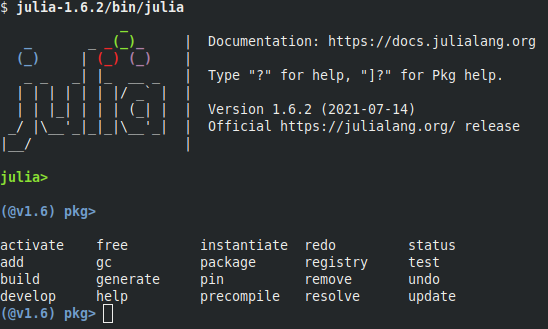 $ julia-1.6.2/bin/julia
Documentation: https://docs.julialang.org
Type "?" for help, "]?" for Pkg help.
Version 1.6.2 (2021-07-14)
Official https://julialang.org/ release
julia>
(@v1.6) pkg>
activate free instantiate redo status
add gc package registry test
build generate pin remove undo
develop help precompile resolve update
(@v1.6) pkg>